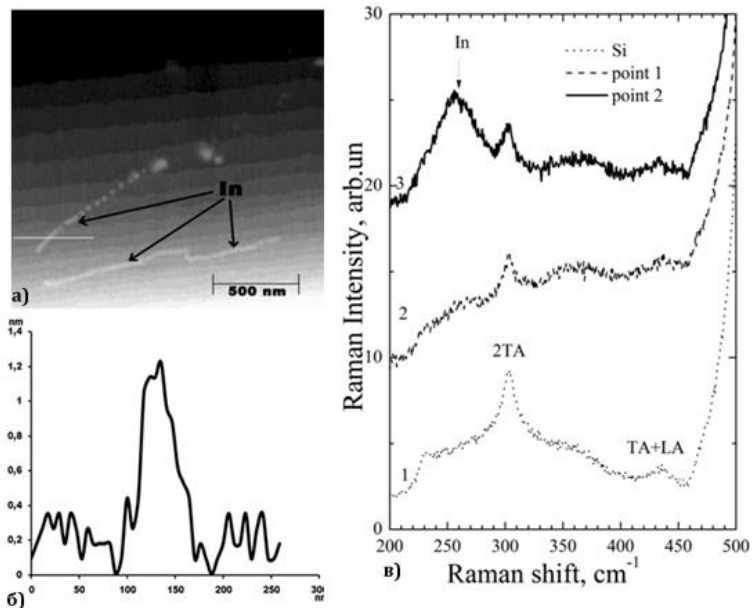 In
500 nm
а)
nm
1,4
1,2
1
0,8
0,6
0,4
0,2
0
0
50
100
150
200
250
300
nm
б)
Raman Intensity, arb.un
30
20
10
0
In
Si
point 1
point 2
3
2
2TA
TA+LA
1
200
250
300
350
400
450
500
в)
Raman shift, cm⁻¹